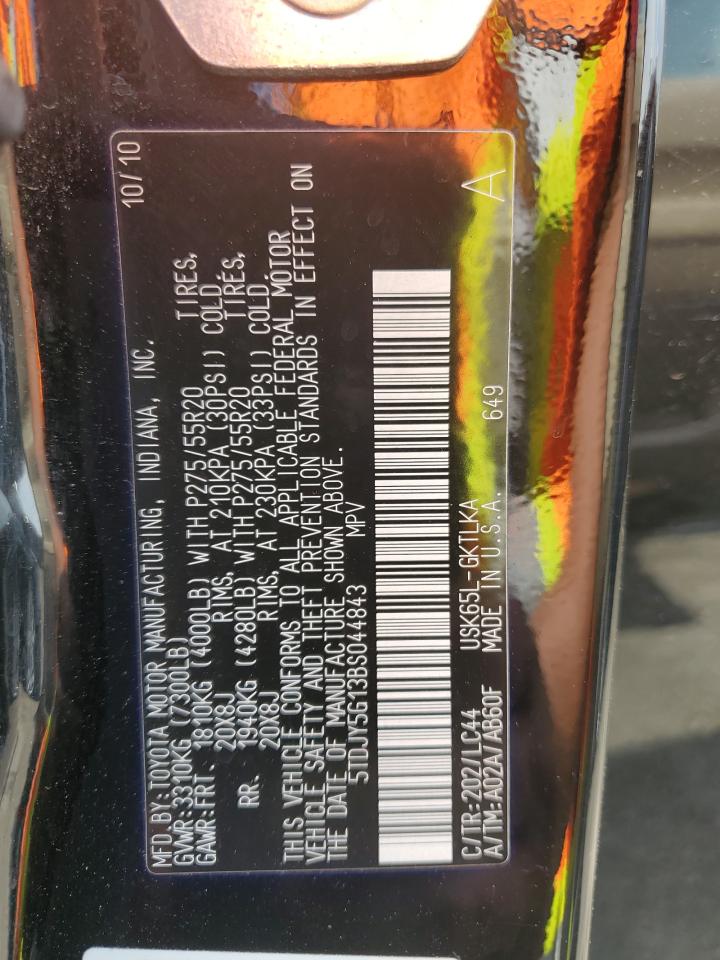 MFD.BY:TOYOTA MOTOR MANUFACTURING, INDIANA, INC. 10/10
GVWR:3310KG (7300LB)
GAWR:FRT. 1810KG (4000LB) WITH P275/55R20 TIRES,
20X8J RIMS, AT 210KPA (30PSI) COLD
RR. 1940KG (4280LB) WITH P275/55R20 TIRES,
20X8J RIMS, AT 230KPA (33PSI) COLD.
THIS VEHICLE CONFORMS TO ALL APPLICABLE FEDERAL MOTOR
VEHICLE SAFETY AND THEFT PREVENTION STANDARDS IN EFFECT ON
THE DATE OF MANUFACTURE SHOWN ABOVE.
5TDJY5G13BS044843 MPV
C/TR:202/LC44 USK65L-GKTLKA A
A/TM:A02A/AB60F MADE IN U.S.A. 649